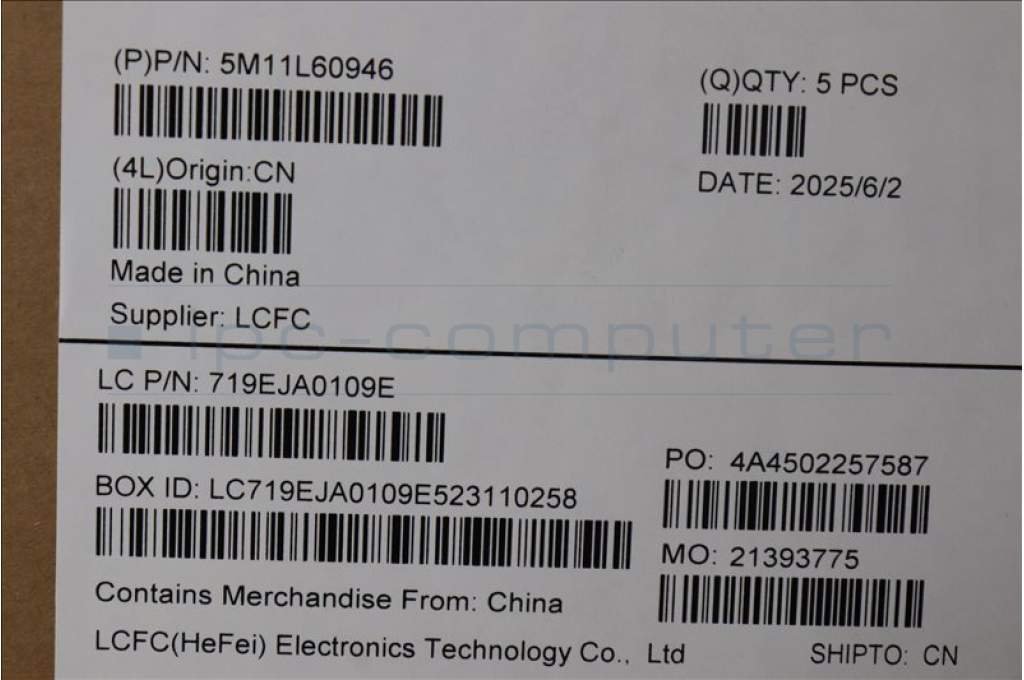 (P)P/N: 5M11L60946
(Q)QTY: 5 PCS
(4L)Origin:CN
DATE: 2025/6/2
Made in China
Supplier: LCFC
ipc-computer
LC P/N: 719EJA0109E
PO: 4A4502257587
BOX ID: LC719EJA0109E523110258
MO: 21393775
Contains Merchandise From: China
LCFC(HeFei) Electronics Technology Co., Ltd
SHIPTO: CN